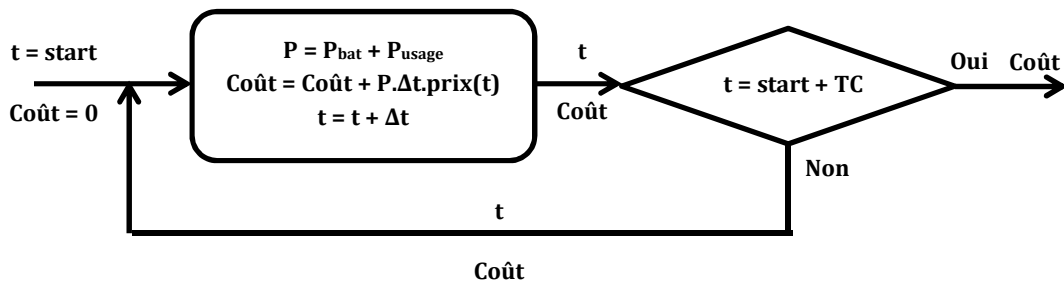 t = start
Coût = 0
P = Pbat + Pusage
Coût = Coût + P.Δt.prix(t)
t = t + Δt
t
Coût
t = start + TC
Oui
Coût
Non
t
Coût